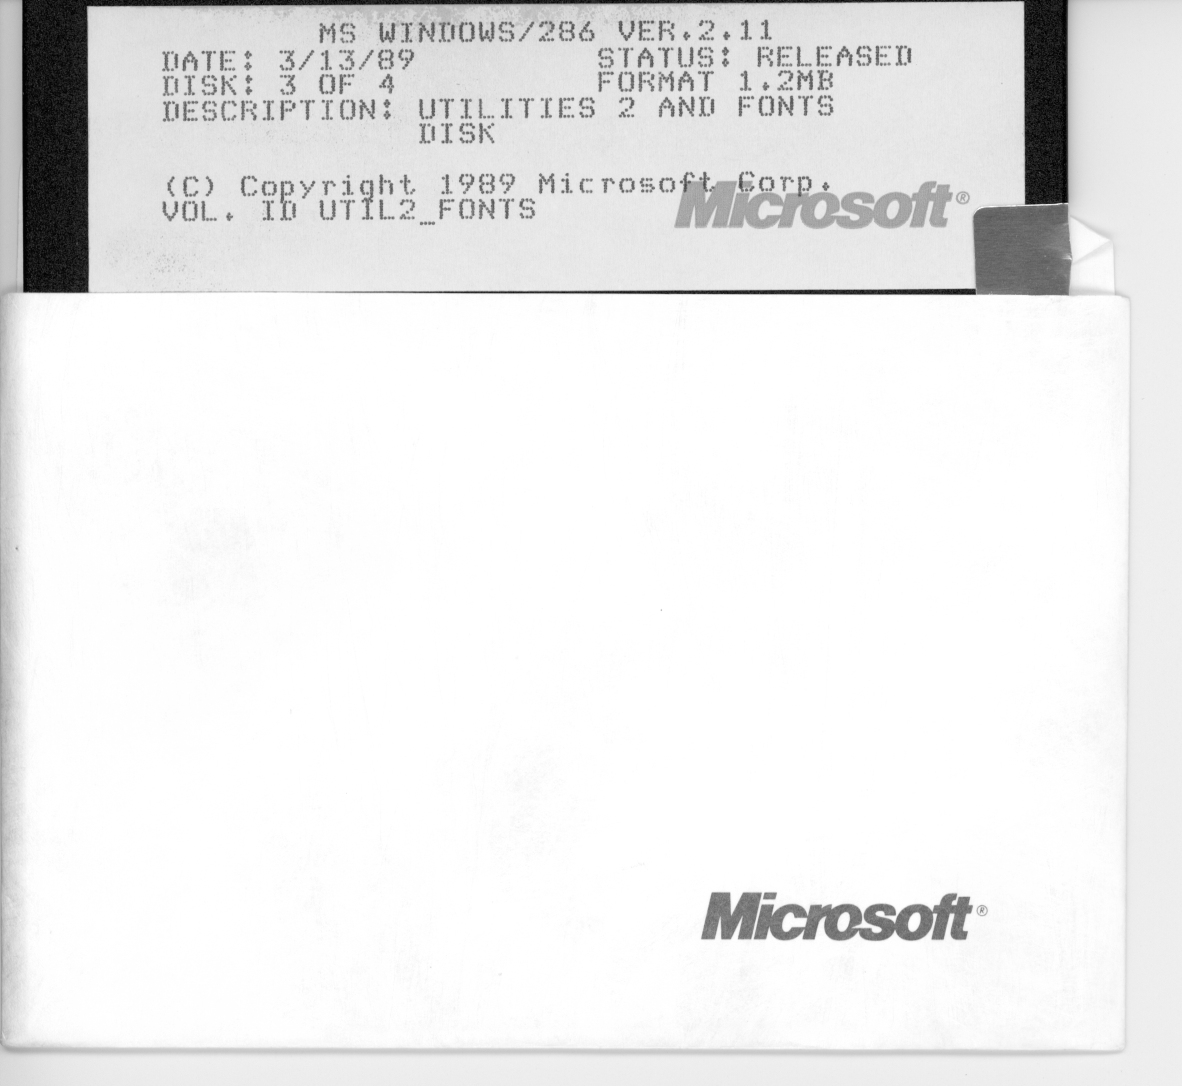 MS WINDOWS/286 VER.2.11
DATE: 3/13/89 STATUS: RELEASED
DISK: 3 OF 4 FORMAT 1.2MB
DESCRIPTION: UTILITIES 2 AND FONTS
DISK
(C) Copyright 1989 Microsoft Corp.
VOL. ID UTIL2_FONTS
Microsoft®
Microsoft®